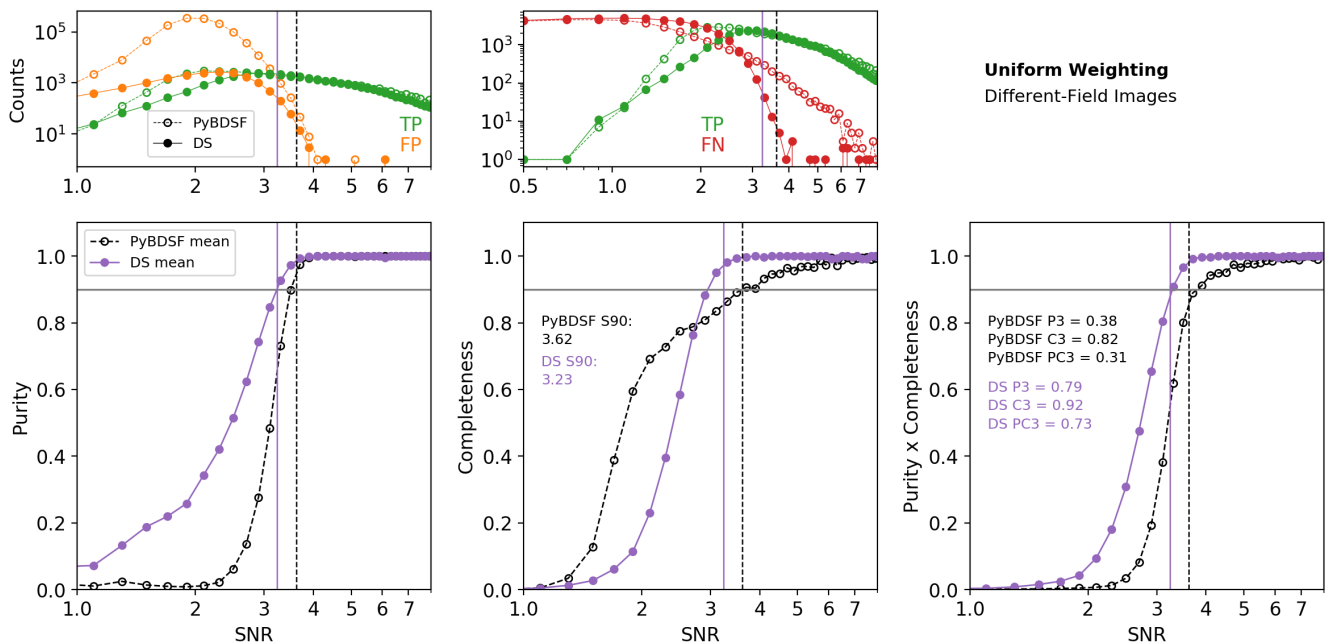 Counts
10^5
10^3
10^1
PyBDSF
DS
TP
FP
1.0
2
3
4
5
6
7
10^3
10^2
10^1
10^0
TP
FN
0.5
1.0
2
3
4
5
6
7
Uniform Weighting
Different-Field Images
Purity
1.0
0.8
0.6
0.4
0.2
0.0
PyBDSF mean
DS mean
1.0
2
3
4
5
6
7
SNR
Completeness
1.0
0.8
0.6
0.4
0.2
0.0
PyBDSF S90:
3.62
DS S90:
3.23
1.0
2
3
4
5
6
7
SNR
Purity x Completeness
1.0
0.8
0.6
0.4
0.2
0.0
PyBDSF P3 = 0.38
PyBDSF C3 = 0.82
PyBDSF PC3 = 0.31
DS P3 = 0.79
DS C3 = 0.92
DS PC3 = 0.73
1.0
2
3
4
5
6
7
SNR